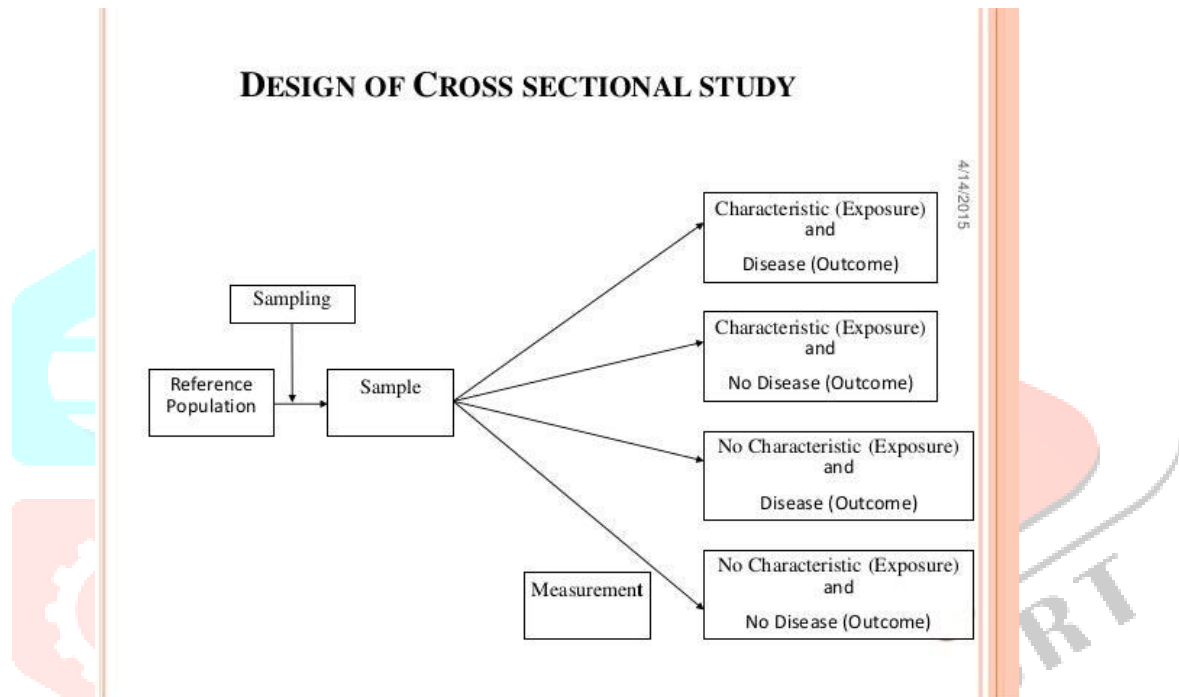 DESIGN OF CROSS SECTIONAL STUDY
4/14/2015
Sampling
Reference
Population
Sample
Characteristic (Exposure)
and
Disease (Outcome)
Characteristic (Exposure)
and
No Disease (Outcome)
No Characteristic (Exposure)
and
Disease (Outcome)
Measurement
No Characteristic (Exposure)
and
No Disease (Outcome)